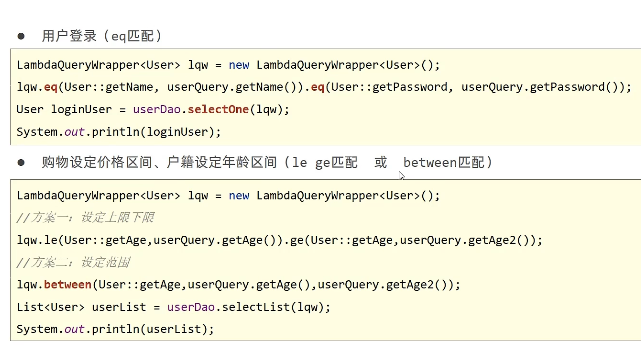 ● 用户登录（eq匹配）
LambdaQueryWrapper<User> lqw = new LambdaQueryWrapper<User>();
lqw.eq(User::getName, userQuery.getName()).eq(User::getPassword, userQuery.getPassword());
User loginUser = userDao.selectOne(lqw);
System.out.println(loginUser);
● 购物设定价格区间、户籍设定年龄区间（le ge匹配 或 between匹配）
LambdaQueryWrapper<User> lqw = new LambdaQueryWrapper<User>();
//方案一：设定上限下限
lqw.le(User::getAge,userQuery.getAge()).ge(User::getAge,userQuery.getAge2());
//方案二：设定范围
lqw.between(User::getAge,userQuery.getAge(),userQuery.getAge2());
List<User> userList = userDao.selectList(lqw);
System.out.println(userList);